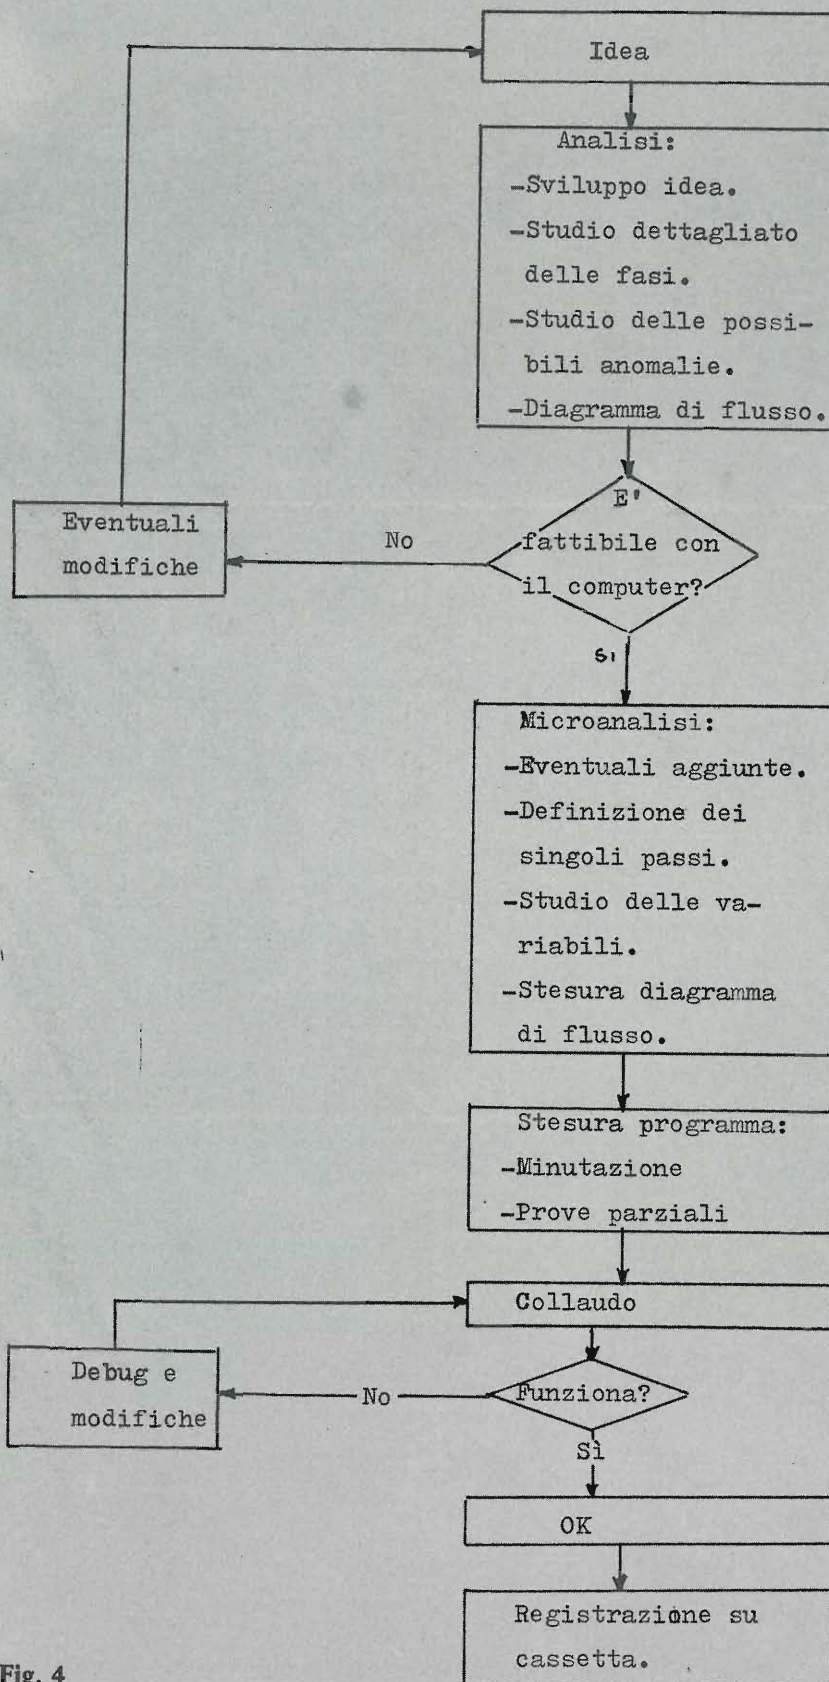 Idea
Analisi:
-Sviluppo idea.
-Studio dettagliato
delle fasi.
-Studio delle possi-
bili anomalie.
-Diagramma di flusso.
E'
fattibile con
il computer?
No
Eventuali
modifiche
SI
Microanalisi:
-Eventuali aggiunte.
-Definizione dei
singoli passi.
-Studio delle va-
riabili.
-Stesura diagramma
di flusso.
Stesura programma:
-Minutazione
-Prove parziali
Collaudo
Funziona?
No
Debug e
modifiche
Sì
OK
Registrazione su
cassetta.
Fig. 4